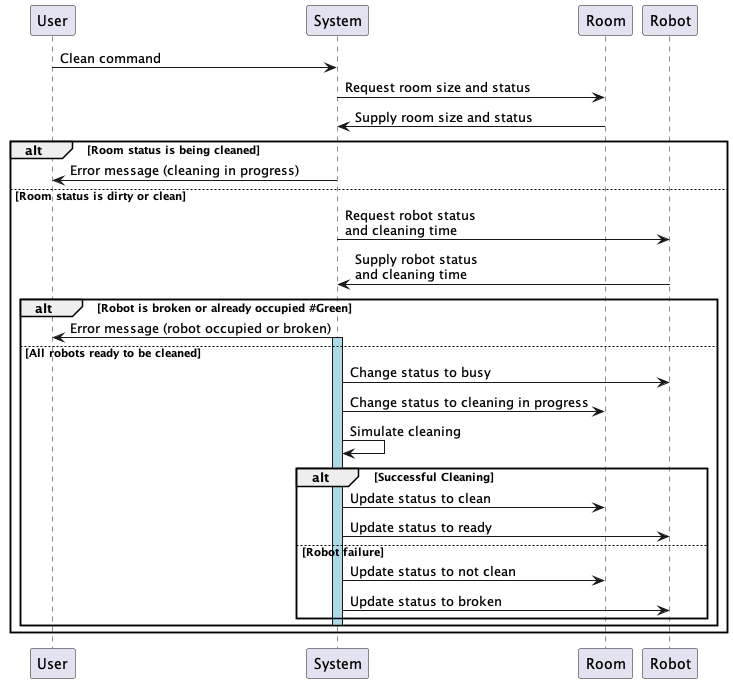 User System Room Robot
Clean command
Request room size and status
Supply room size and status
alt [Room status is being cleaned]
Error message (cleaning in progress)
[Room status is dirty or clean]
Request robot status
and cleaning time
Supply robot status
and cleaning time
alt [Robot is broken or already occupied #Green]
Error message (robot occupied or broken)
[All robots ready to be cleaned]
Change status to busy
Change status to cleaning in progress
Simulate cleaning
alt [Successful Cleaning]
Update status to clean
Update status to ready
[Robot failure]
Update status to not clean
Update status to broken
User System Room Robot